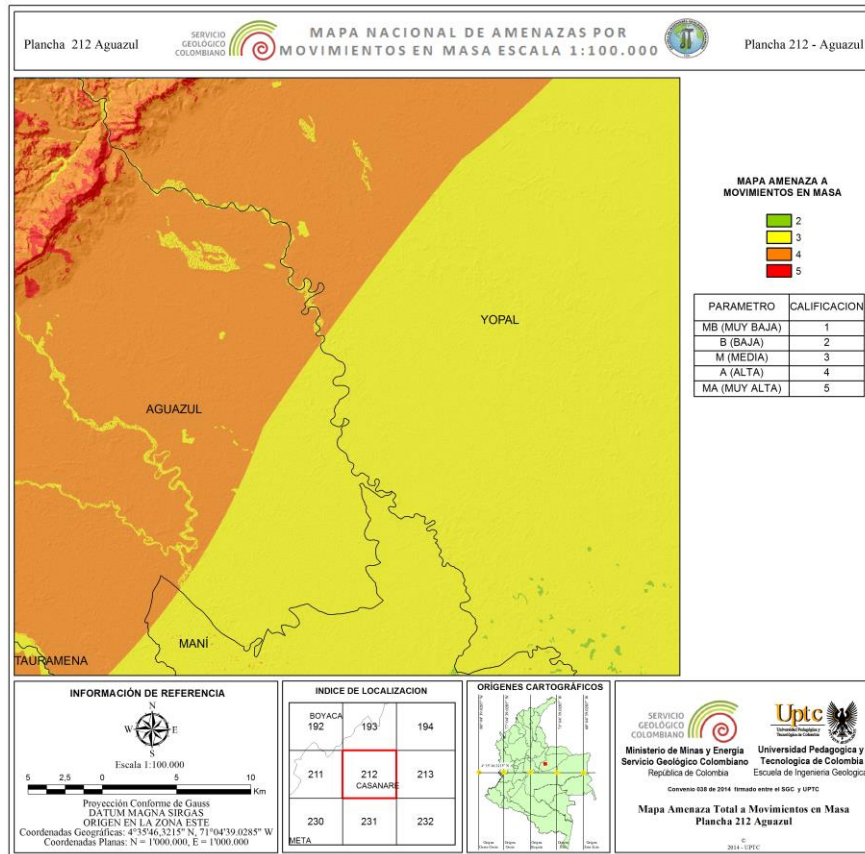 Plancha 212 Aguazul
SERVICIO
GEOLÓGICO
COLOMBIANO
MAPA NACIONAL DE AMENAZAS POR
MOVIMIENTOS EN MASA ESCALA 1:100.000
Plancha 212 - Aguazul
YOPAL
AGUAZUL
MANÍ
TAURAMENA
MAPA AMENAZA A
MOVIMIENTOS EN MASA
2
3
4
5
PARAMETRO CALIFICACION
MB (MUY BAJA) 1
B (BAJA) 2
M (MEDIA) 3
A (ALTA) 4
MA (MUY ALTA) 5
INFORMACIÓN DE REFERENCIA
N
W E
S
Escala 1:100.000
5 2,5 0 5 10
Km
Proyección Conforme de Gauss
DATUM MAGNA SIRGAS
ORIGEN EN LA ZONA ESTE
Coordenadas Geográficas: 4°35'46,3215" N, 71°04'39.0285" W
Coordenadas Planas: N = 1'000.000, E = 1'000.000
INDICE DE LOCALIZACION
BOYACA
192 193 194
211 212 213
CASANARE
230 231 232
META
ORÍGENES CARTOGRÁFICOS
SERVICIO
GEOLÓGICO
COLOMBIANO
Ministerio de Minas y Energía
Servicio Geológico Colombiano
República de Colombia
Uptc
Universidad Pedagógica y
Tecnológica de Colombia
Universidad Pedagogica y
Tecnologica de Colombia
Escuela de Ingenieria Geologica
Convenio 038 de 2014 firmado entre el SGC y UPTC
Mapa Amenaza Total a Movimientos en Masa
Plancha 212 Aguazul
©
2014 - UPTC